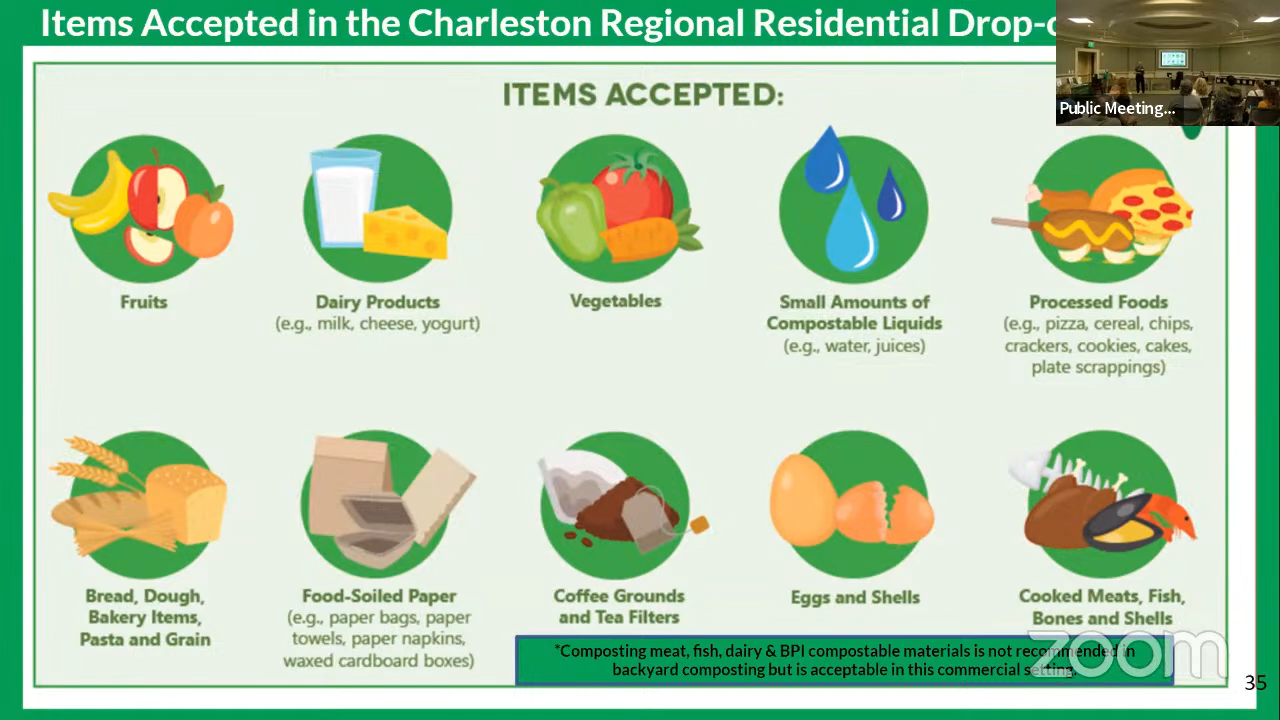 Items Accepted in the Charleston Regional Residential
Public Meeting...
ITEMS ACCEPTED:
Fruits
Dairy Products
(e.g., milk, cheese, yogurt)
Vegetables
Small Amounts of
Compostable Liquids
(e.g., water, juices)
Processed Foods
(e.g., pizza, cereal, chips,
crackers, cookies, cakes,
plate scrappings)
Bread, Dough,
Bakery Items,
Pasta and Grain
Food-Soiled Paper
(e.g., paper bags, paper
towels, paper napkins,
waxed cardboard boxes)
Coffee Grounds
and Tea Filters
Eggs and Shells
Cooked Meats, Fish,
Bones and Shells
*Composting meat, fish, dairy & BPI compostable materials is not recommended in
backyard composting but is acceptable in this commercial setting.
zoom
35